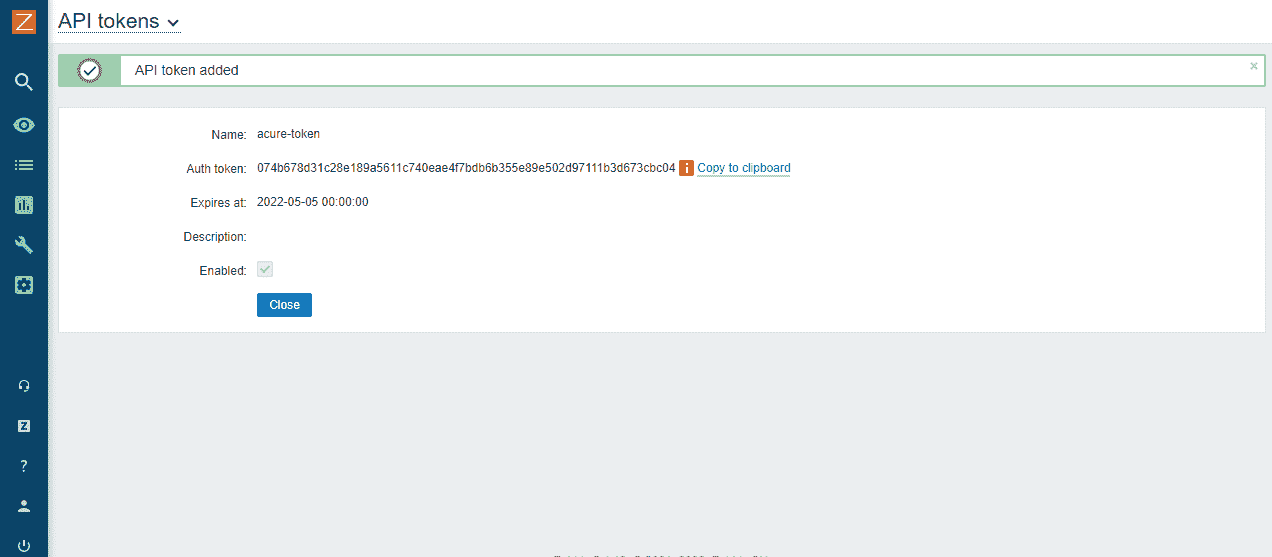 Z
API tokens
API token added
×
Name: acure-token
Auth token: 074b678d31c28e189a5611c740eae4f7bdb6b355e89e502d97111b3d673cbc04 i Copy to clipboard
Expires at: 2022-05-05 00:00:00
Description:
Enabled:
Close
Z
?